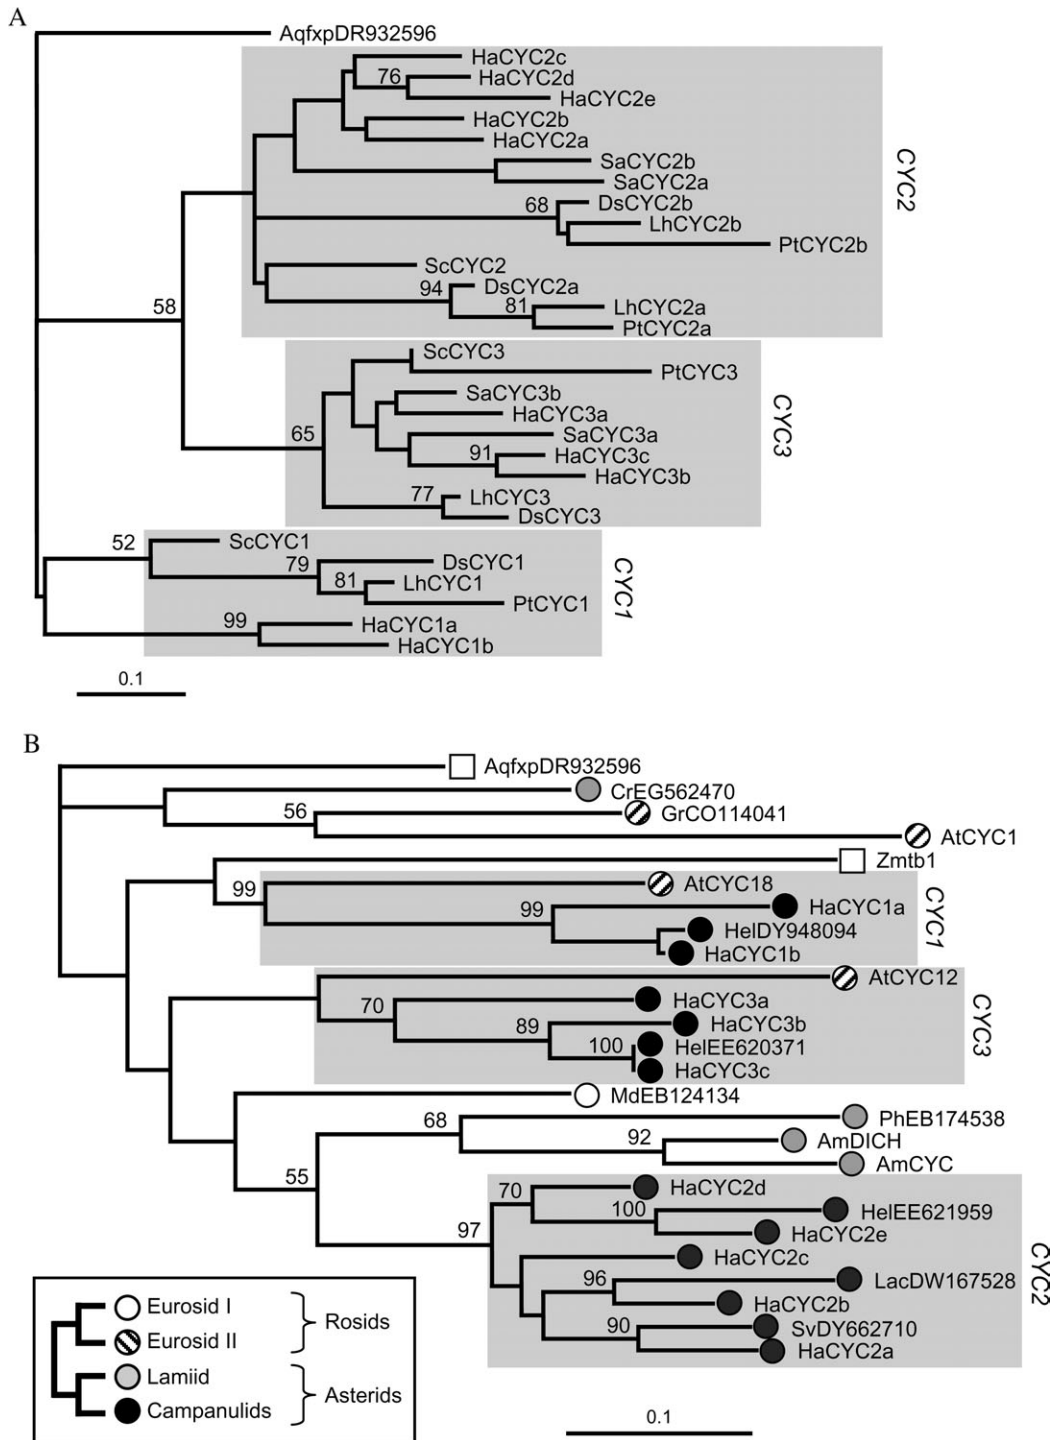 A
AqfxpDR932596
HaCYC2c
76
HaCYC2d
HaCYC2e
HaCYC2b
HaCYC2a
SaCYC2b
SaCYC2a
68
DsCYC2b
LhCYC2b
PtCYC2b
ScCYC2
94
DsCYC2a
81
LhCYC2a
PtCYC2a
CYC2
58
ScCYC3
PtCYC3
SaCYC3b
HaCYC3a
65
SaCYC3a
91
HaCYC3c
HaCYC3b
77
LhCYC3
DsCYC3
CYC3
52
ScCYC1
79
DsCYC1
81
LhCYC1
PtCYC1
99
HaCYC1a
HaCYC1b
CYC1
0.1
B
AqfxpDR932596
CrEG562470
56
GrCO114041
AtCYC1
Zmtb1
99
AtCYC18
99
HaCYC1a
HelDY948094
HaCYC1b
CYC1
AtCYC12
70
HaCYC3a
89
HaCYC3b
100
HelEE620371
HaCYC3c
CYC3
MdEB124134
68
PhEB174538
92
AmDICH
AmCYC
55
70
HaCYC2d
97
100
HelEE621959
HaCYC2e
HaCYC2c
96
LacDW167528
HaCYC2b
90
SvDY662710
HaCYC2a
CYC2
Eurosid I
Eurosid II
Rosids
Lamiid
Campanulids
Asterids
0.1